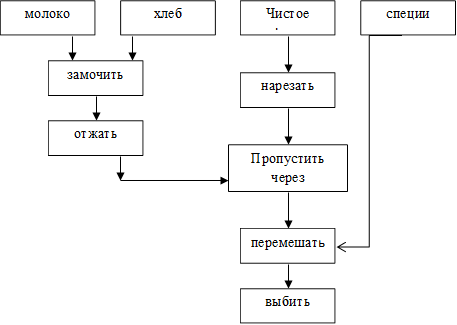 молоко
хлеб
Чистое
специи
замочить
нарезать
отжать
Пропустить
через
перемешать
выбить